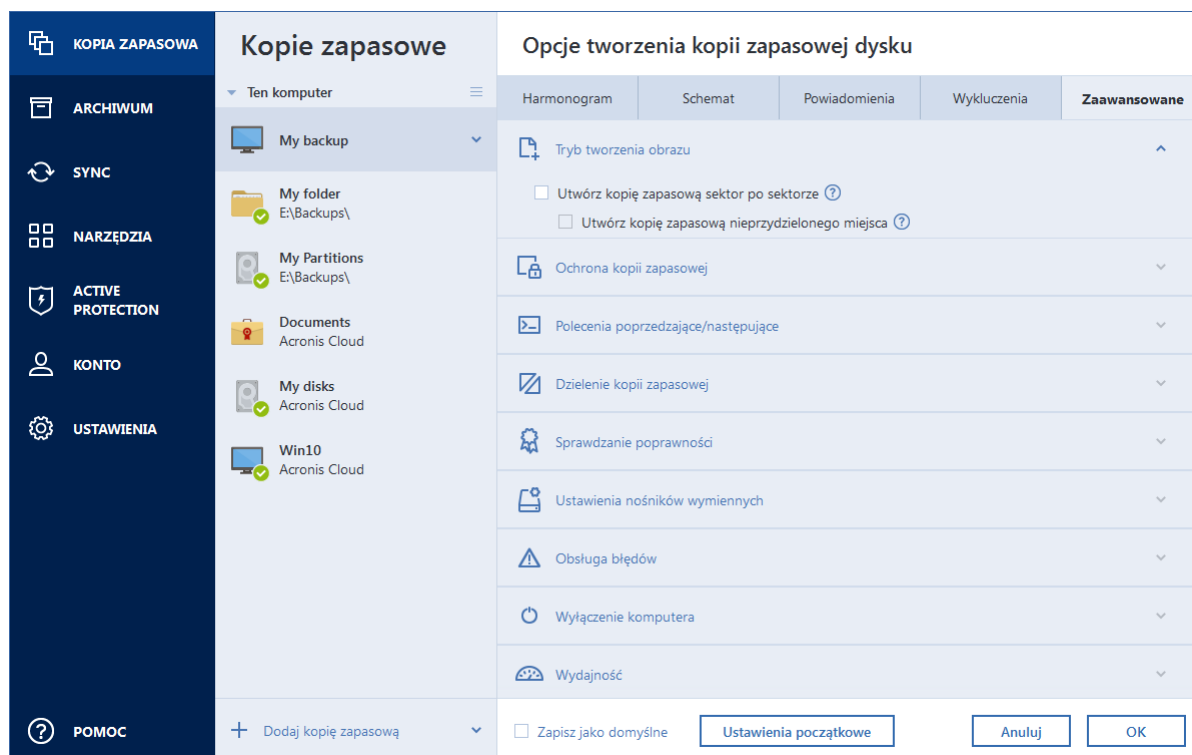 KOPIA ZAPASOWA
ARCHIWUM
SYNC
NARZĘDZIA
ACTIVE
PROTECTION
KONTO
USTAWIENIA
POMOC
Kopie zapasowe
Ten komputer
My backup
My folder
E:\Backups\
My Partitions
E:\Backups\
Documents
Acronis Cloud
My disks
Acronis Cloud
Win10
Acronis Cloud
Dodaj kopię zapasową
Opcje tworzenia kopii zapasowej dysku
Harmonogram Schemat Powiadomienia Wykluczenia Zaawansowane
Tryb tworzenia obrazu
Utwórz kopię zapasową sektor po sektorze ?
Utwórz kopię zapasową nieprzydzielonego miejsca ?
Ochrona kopii zapasowej
Polecenia poprzedzające/następujące
Dzielenie kopii zapasowej
Sprawdzanie poprawności
Ustawienia nośników wymiennych
Obsługa błędów
Wyłączenie komputera
Wydajność
Zapisz jako domyślne Ustawienia początkowe Anuluj OK